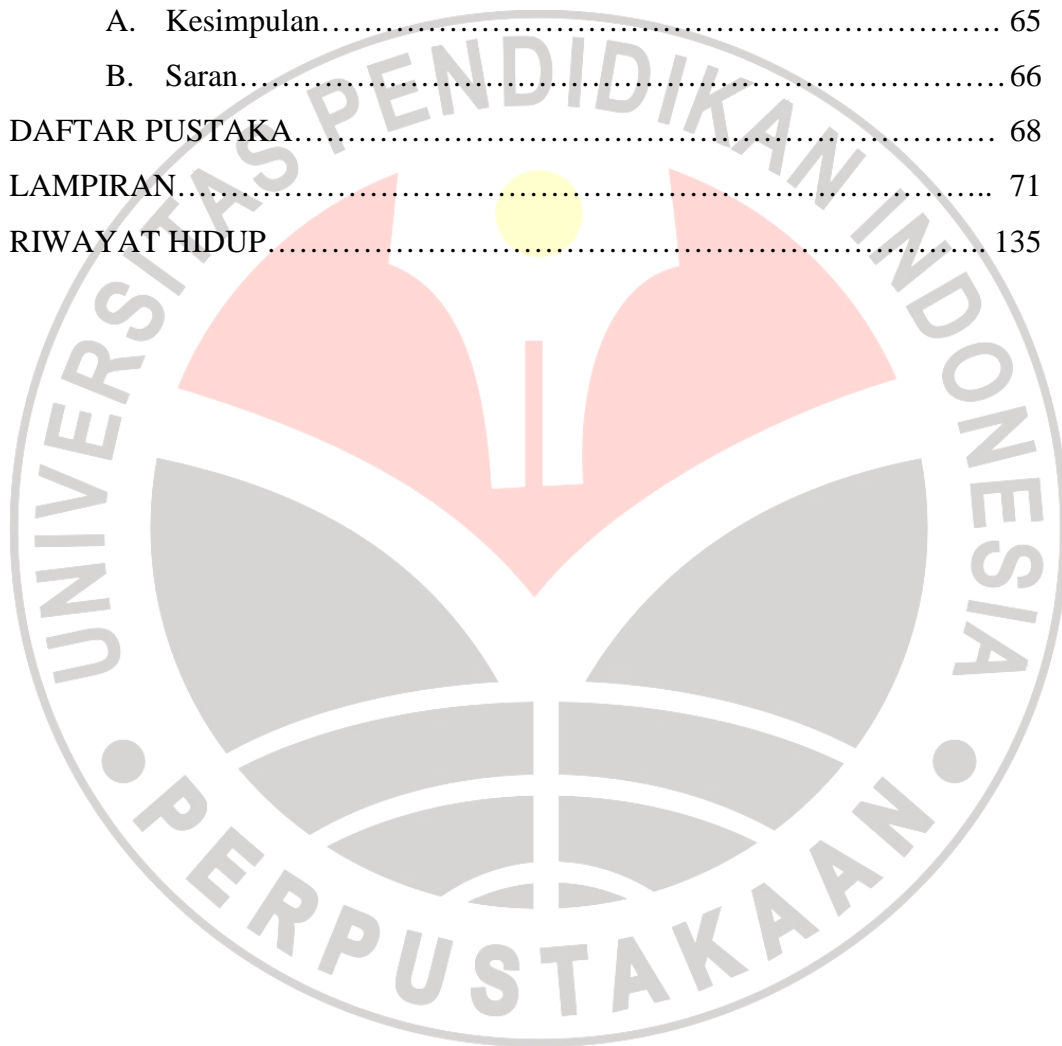 A. Kesimpulan…………………………………………………………. 65
B. Saran………………………………………………………………… 66
DAFTAR PUSTAKA…………………………………………………………… 68
LAMPIRAN…………………………………………………………………….. 71
RIWAYAT HIDUP……………………………………………………………. 135
UNIVERSITAS PENDIDIKAN INDONESIA
PERPUSTAKAAN